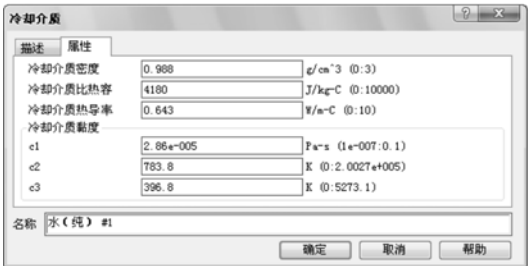 冷却介质
描述 属性
冷却介质密度 0.988 g/cm^3 (0:3)
冷却介质比热容 4180 J/kg-C (0:10000)
冷却介质热导率 0.643 W/m-C (0:10)
冷却介质黏度
c1 2.86e-005 Pa-s (1e-007:0.1)
c2 783.8 K (0:2.0027e+005)
c3 396.8 K (0:5273.1)
名称 水(纯) #1
确定 取消 帮助